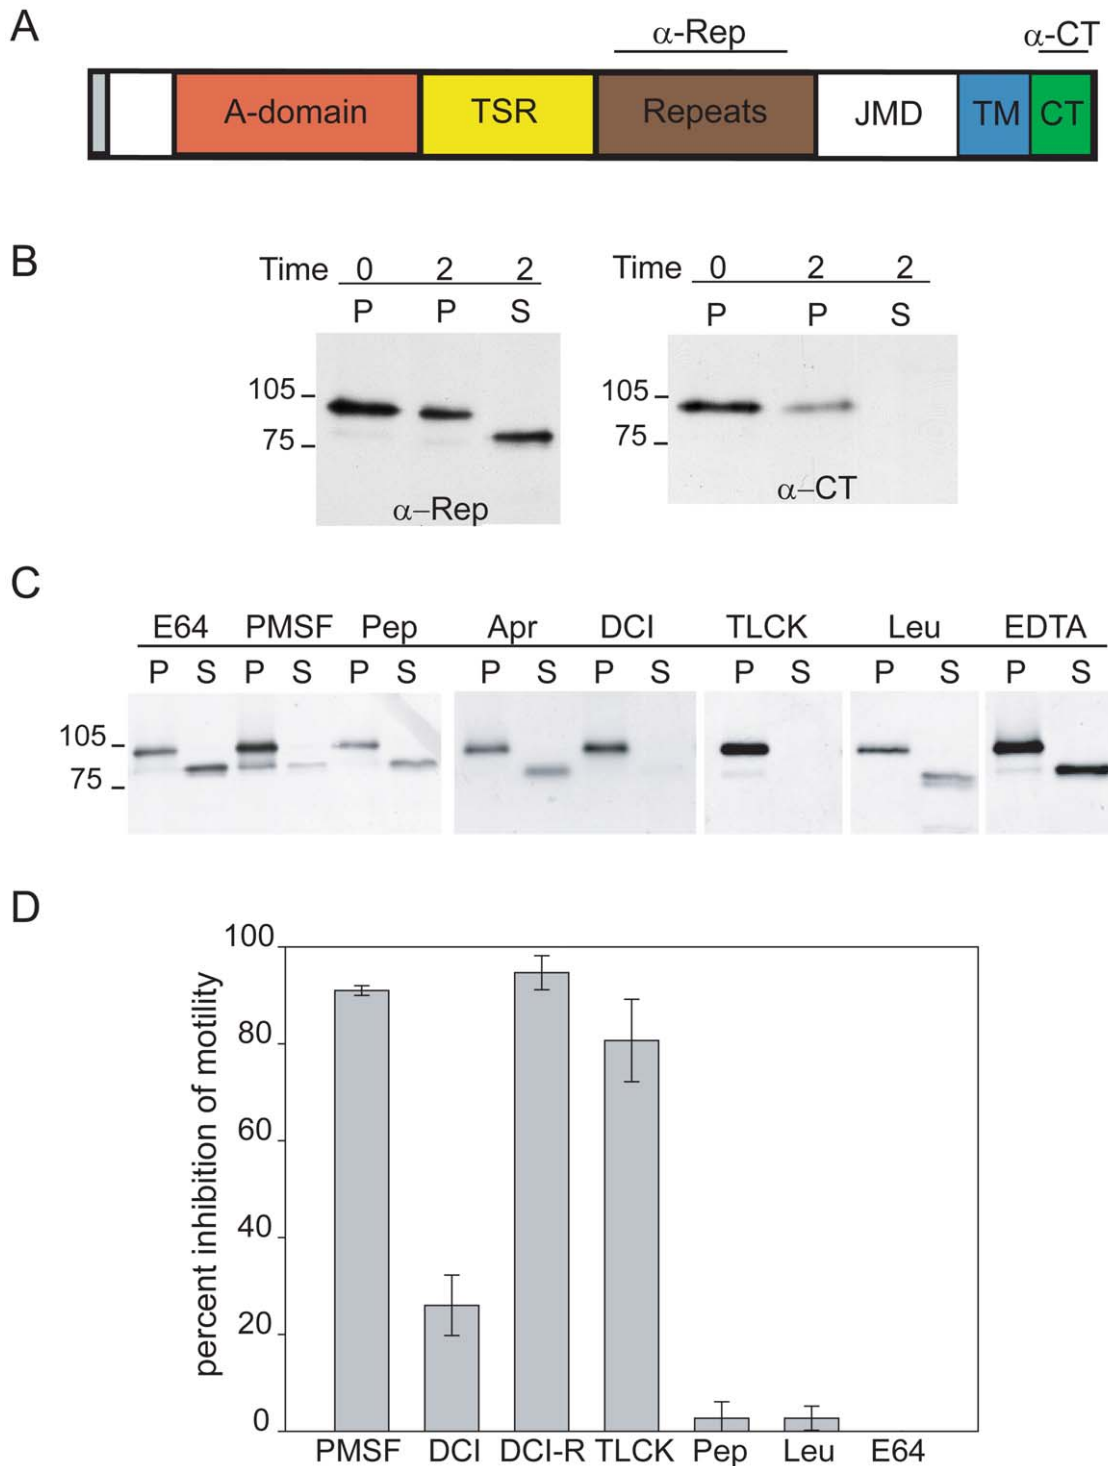 A
α-Rep α-CT
A-domain TSR Repeats JMD TM CT
B
Time 0 2 2
P P S
105
75
α–Rep
Time 0 2 2
P P S
105
75
α–CT
C
E64 PMSF Pep Apr DCI TLCK Leu EDTA
P S P S P S P S P S P S P S P S
105
75
D
percent inhibition of motility
100
80
60
40
20
0
PMSF DCI DCI-R TLCK Pep Leu E64